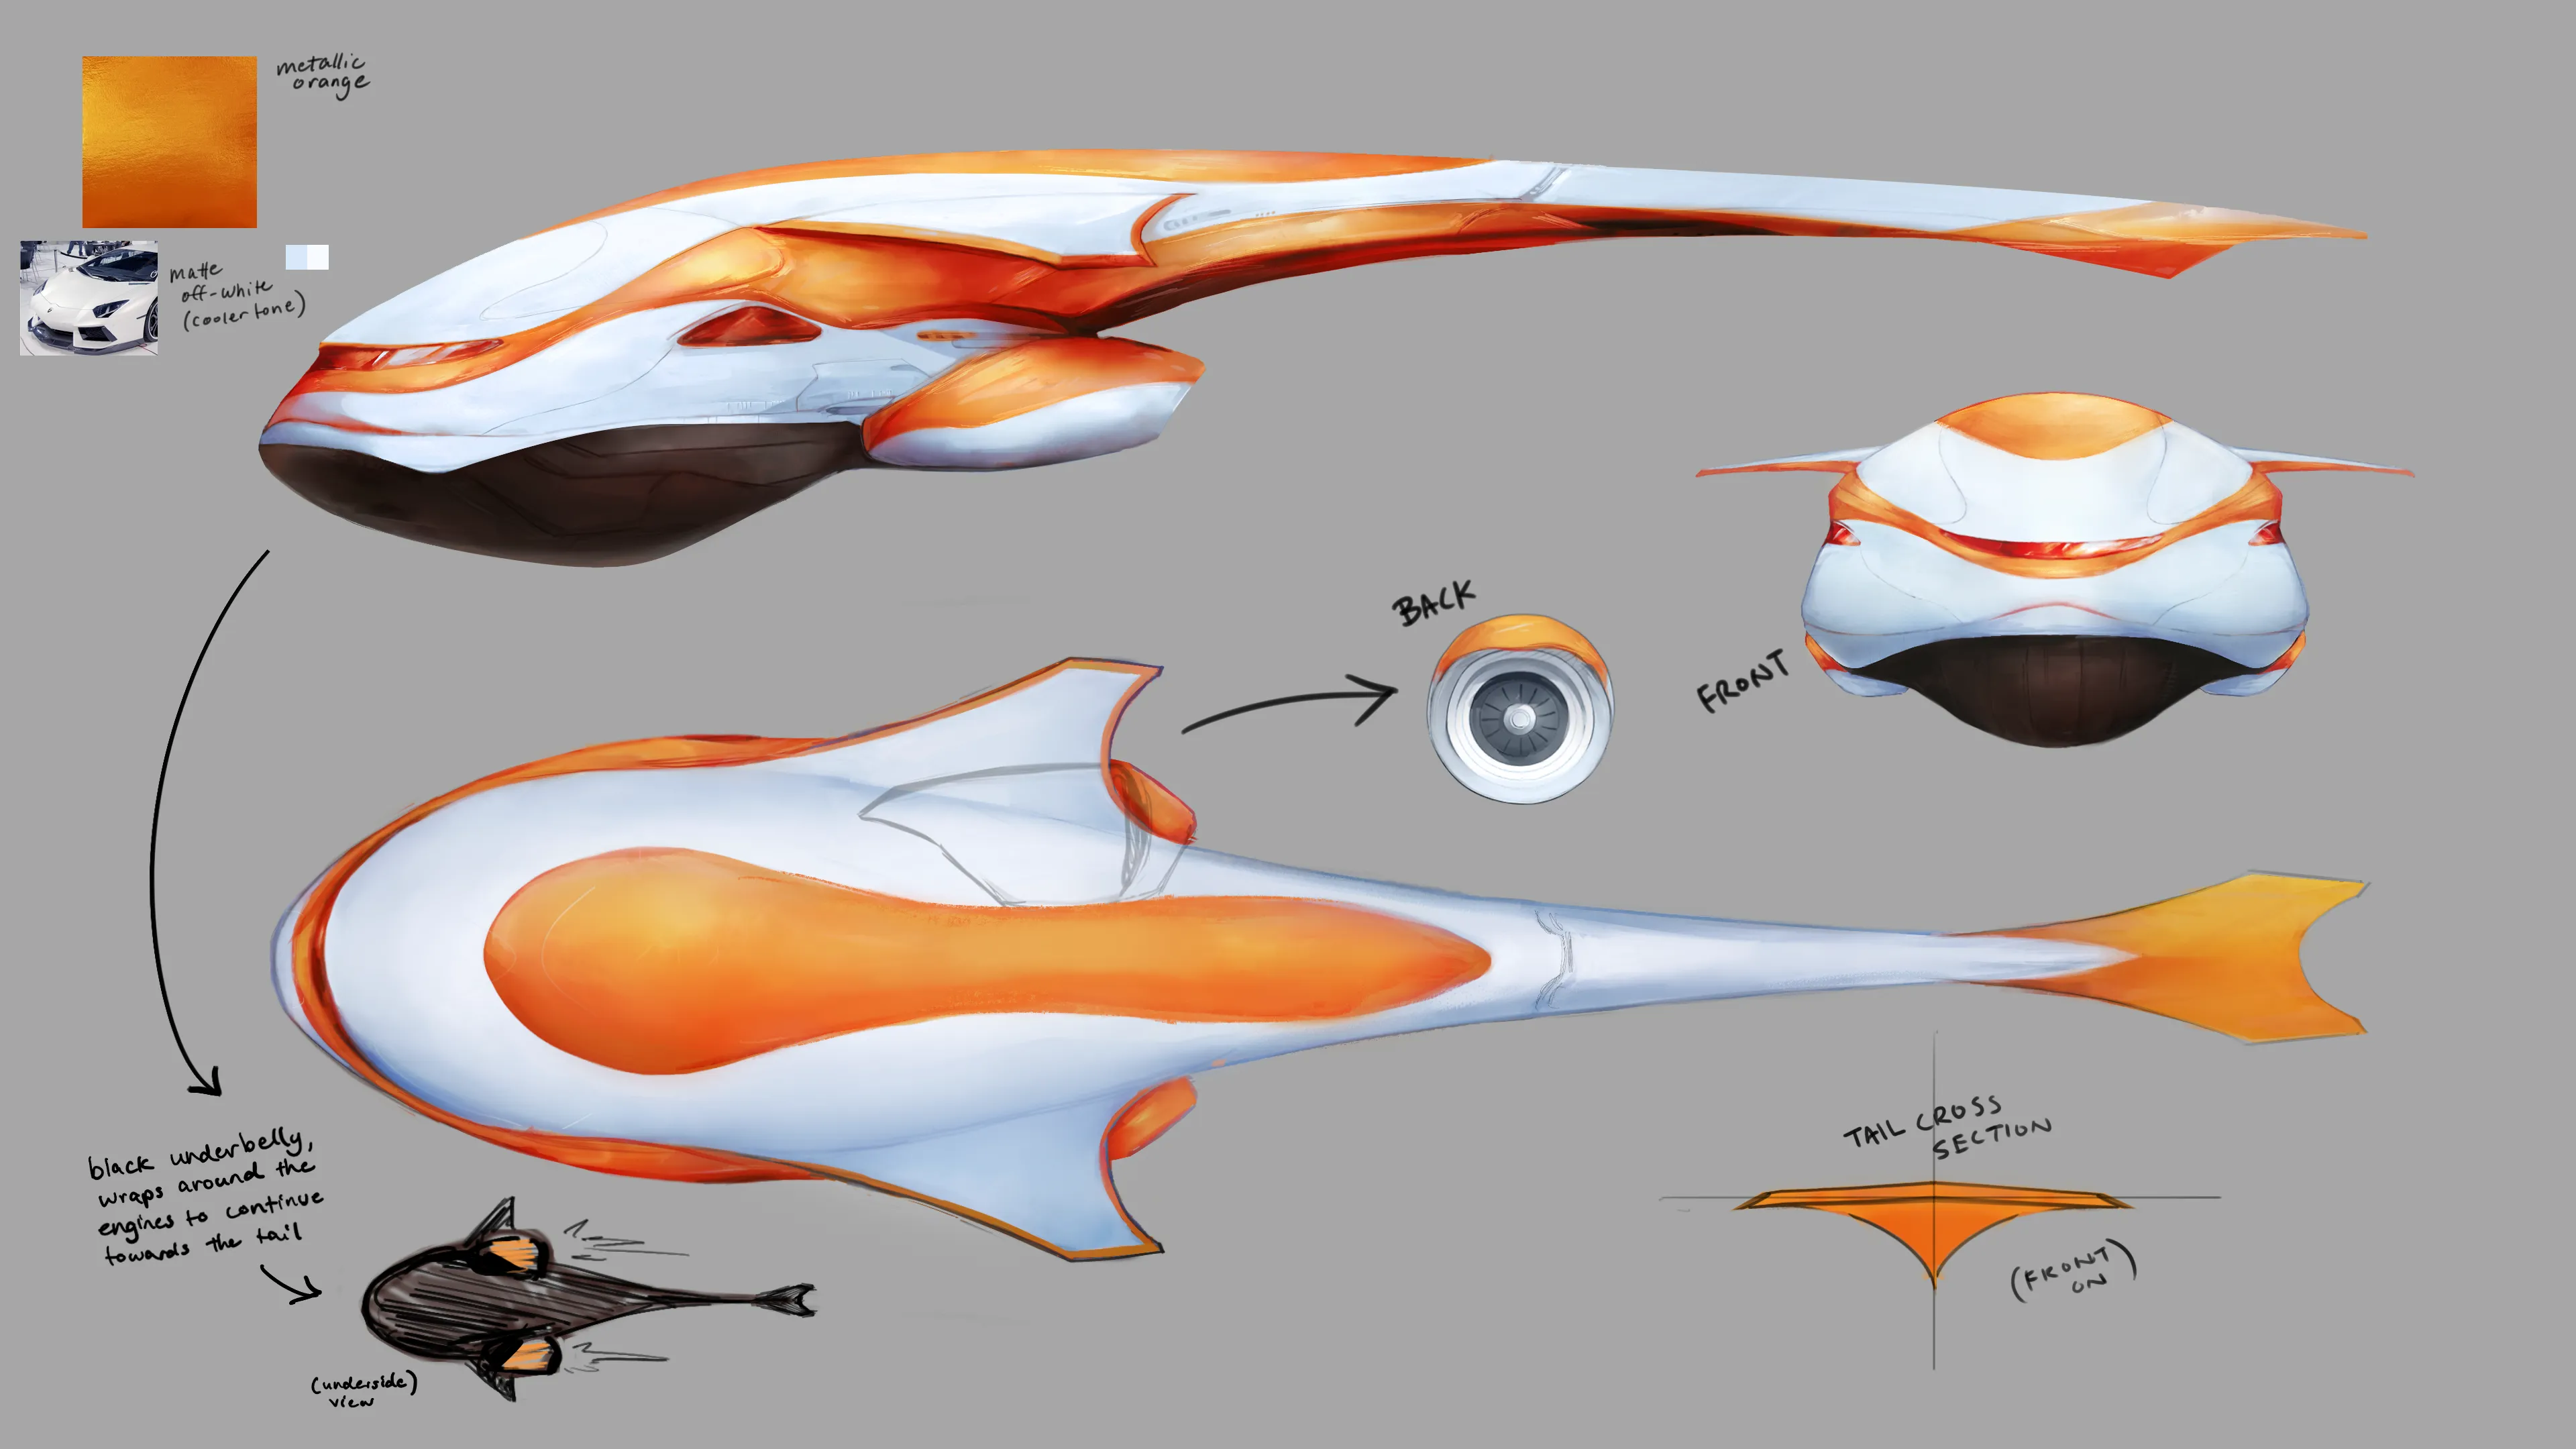 metallic
orange
matte
off-white
(cooler tone)
BACK
FRONT
TAIL CROSS
SECTION
(FRONT
ON)
black underbelly,
wraps around the
engines to continue
towards the tail
(underside)
view